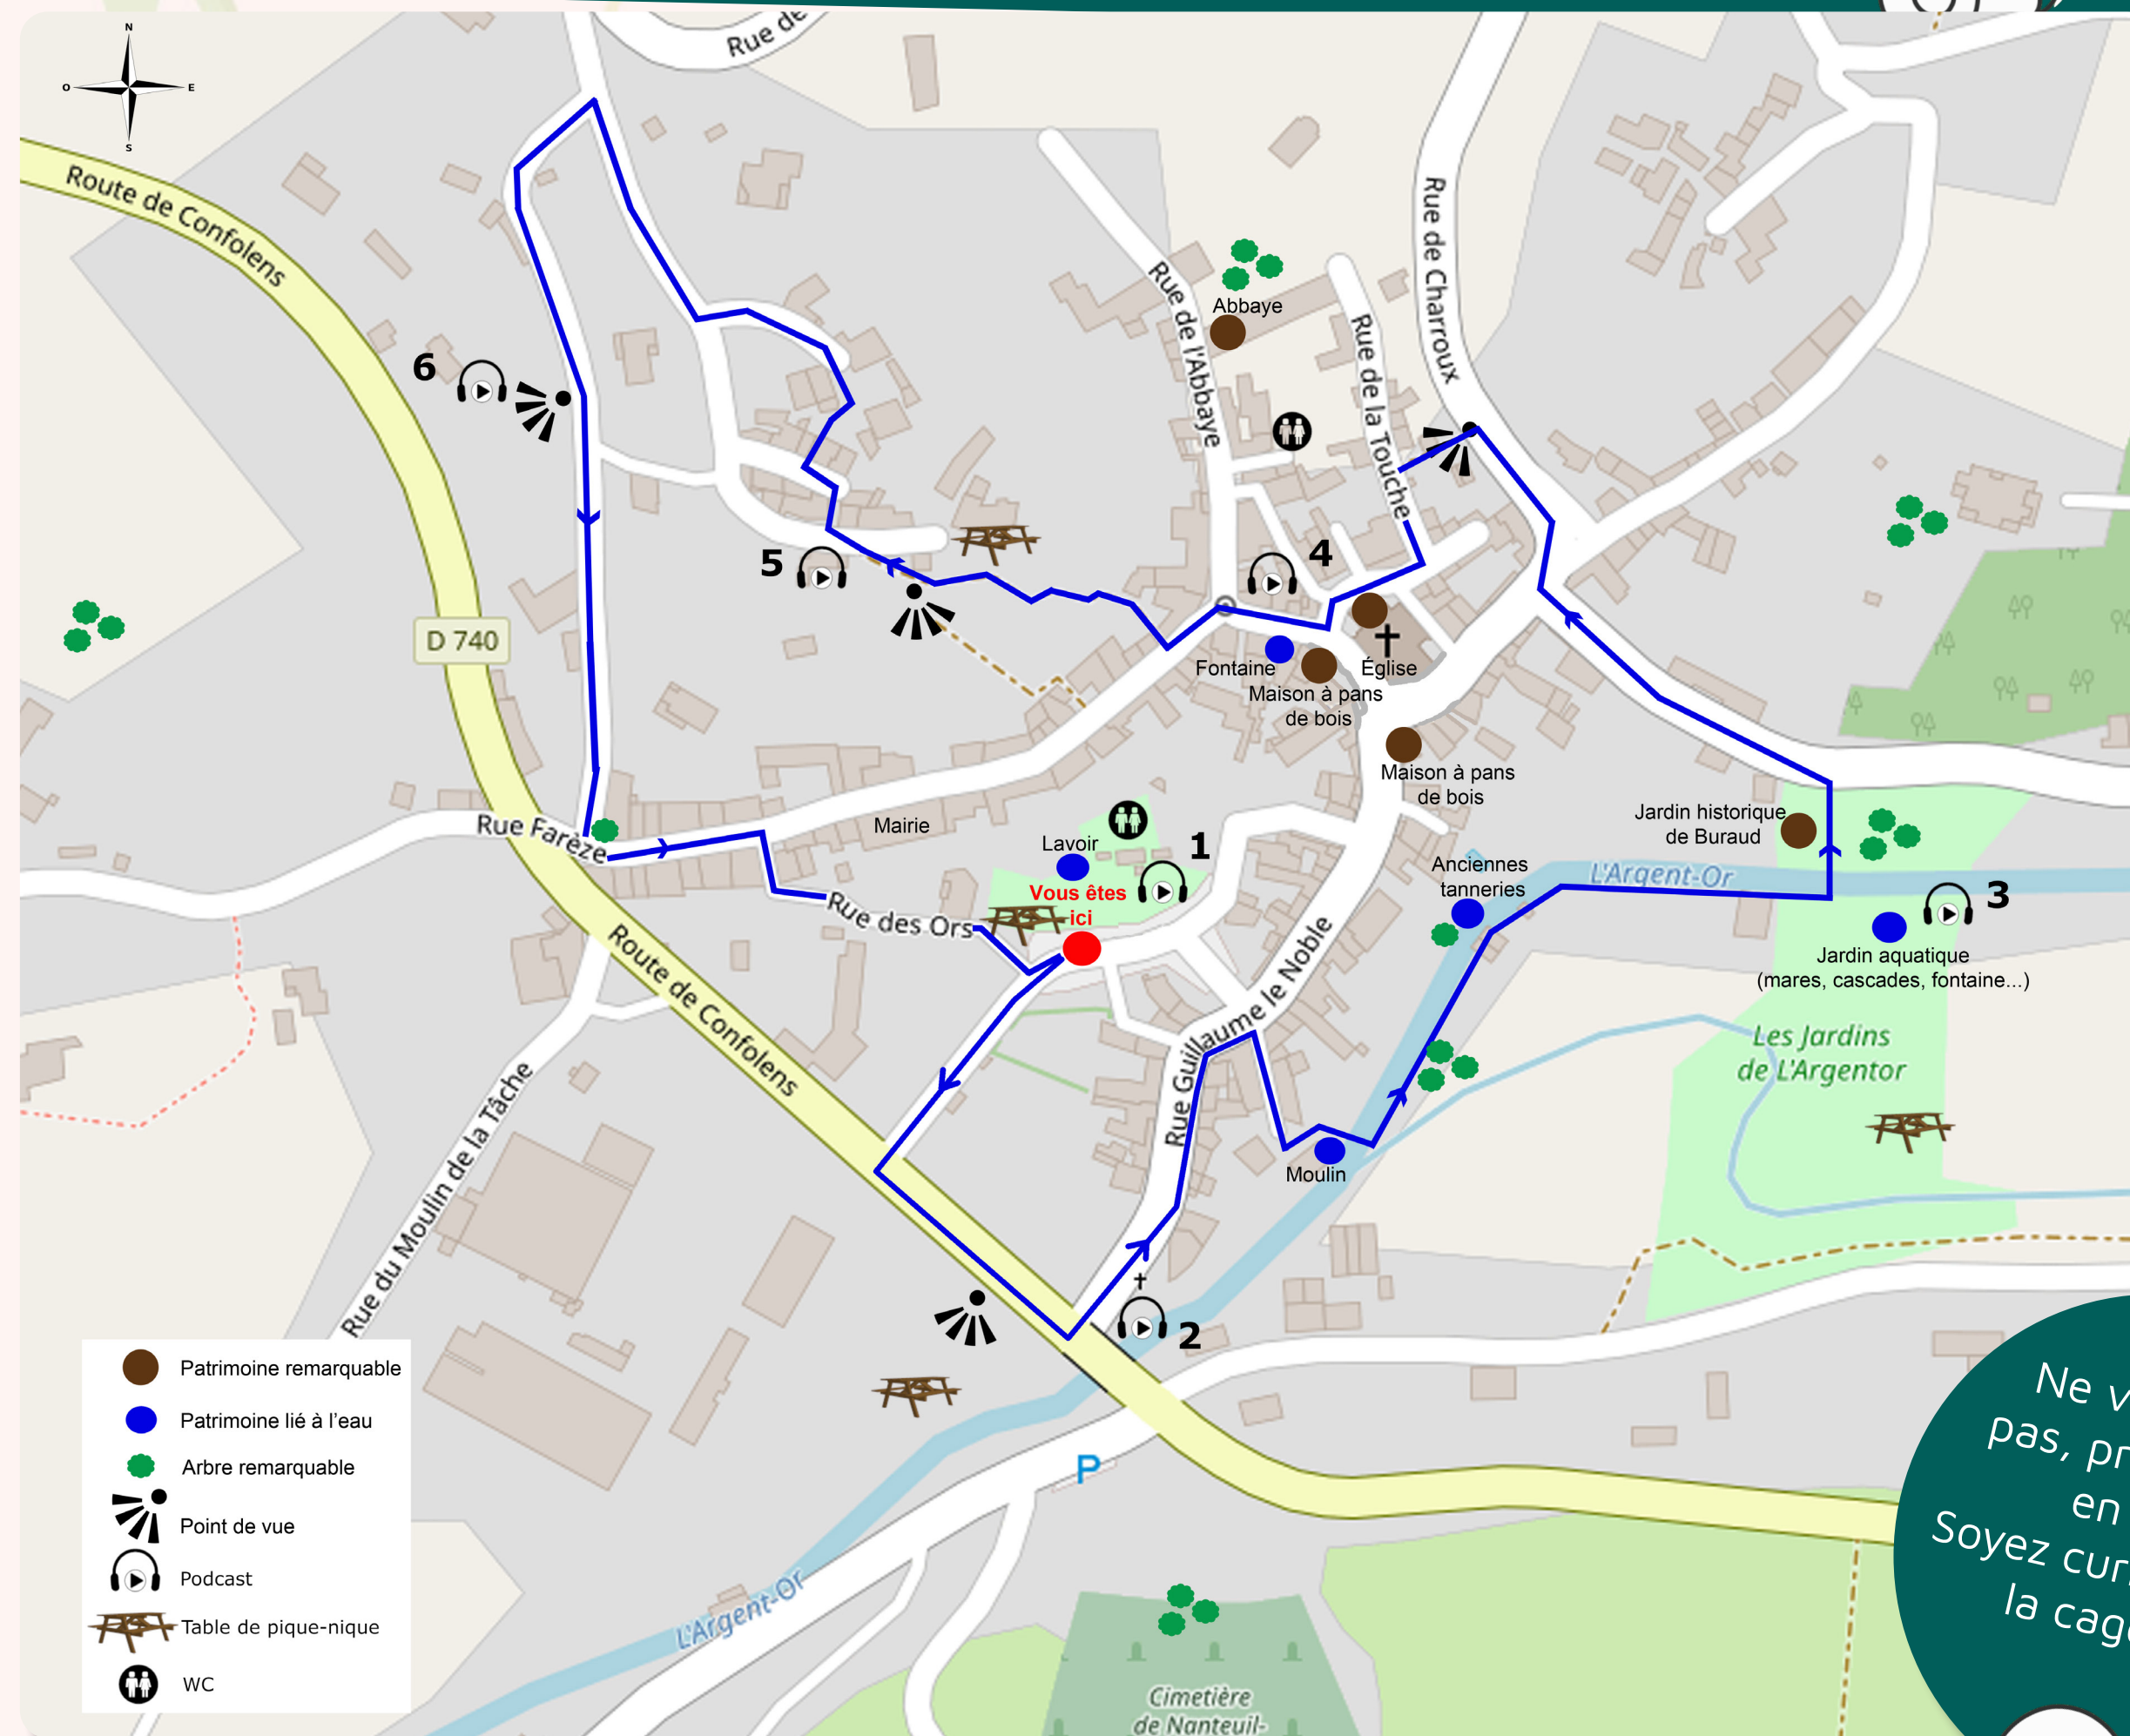 Rue de
N
O
E
S
Route de Confolens
Rue de l'Abbaye
Abbaye
Rue de la Touche
Rue de Charroux
6
5
4
D 740
Fontaine
Église
Maison à pans
de bois
Maison à pans
de bois
Rue Farèze
Mairie
Lavoir
1
Vous êtes
ici
Rue des Ors
Anciennes
tanneries
Jardin historique
de Buraud
L'Argent-Or
3
Jardin aquatique
(mares, cascades, fontaine...)
Les Jardins
de L'Argentor
Route de Confolens
Rue Guillaume le Noble
Rue du Moulin de la Tâche
Moulin
2
P
L'Argent-Or
Cimetière
de Nanteuil-
Patrimoine remarquable
Patrimoine lié à l'eau
Arbre remarquable
Point de vue
Podcast
Table de pique-nique
WC
Ne v
pas, pr
en
Soyez cur
la cag